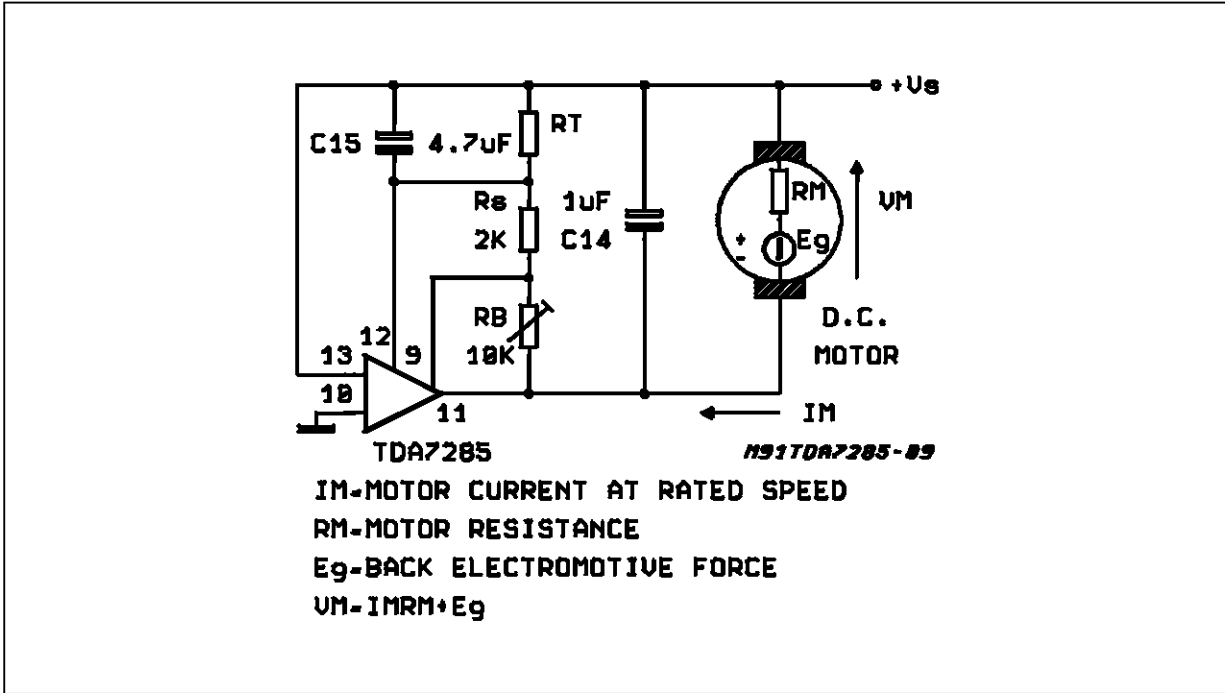 +Vs
RT
C15 4.7uF
RM
VM
Rs 1uF
2K C14
+
-
Eg
RB
10K
12
13 9
10
11
D.C.
MOTOR
IM
TDA7285
M91TDA7285-09
IM=MOTOR CURRENT AT RATED SPEED
RM=MOTOR RESISTANCE
Eg=BACK ELECTROMOTIVE FORCE
VM=IMRM+Eg